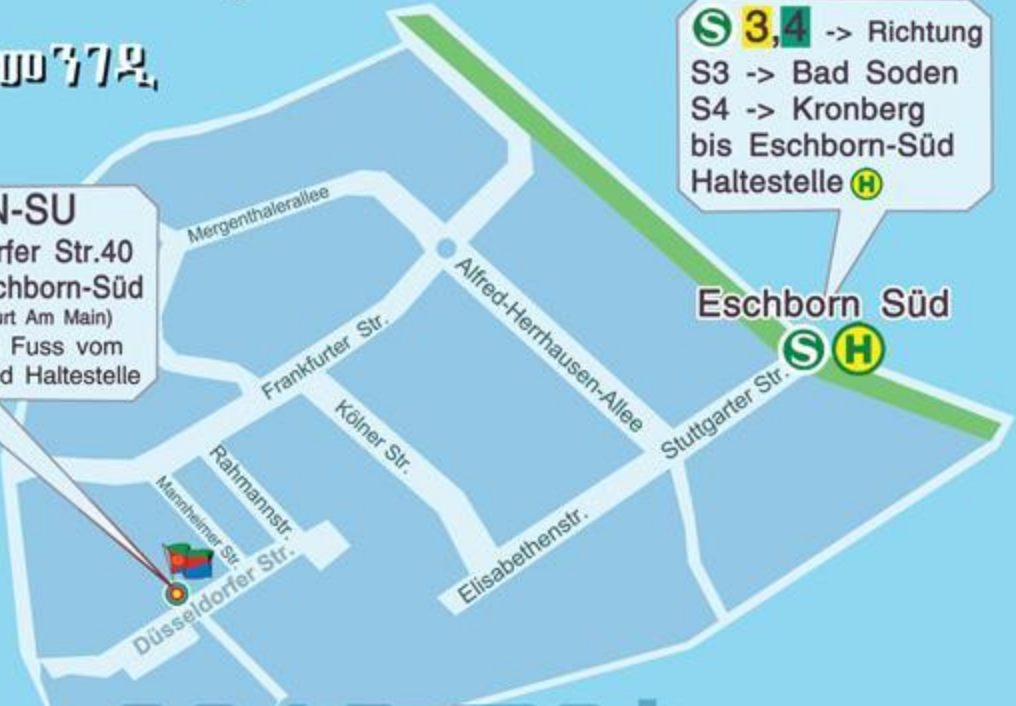 መንገዲ
S 3,4 -> Richtung
S3 -> Bad Soden
S4 -> Kronberg
bis Eschborn-Süd
Haltestelle H
N-SU
rfer Str.40
chborn-Süd
urt Am Main)
Fuss vom
d Haltestelle
Mergenthalerallee
Alfred-Herrhausen-Allee
Eschborn Süd
S H
Frankfurter Str.
Kölner Str.
Stuttgarter Str.
Rahmannstr.
Mannheimer Str.
Elisabethenstr.
Düsseldorfer Str.